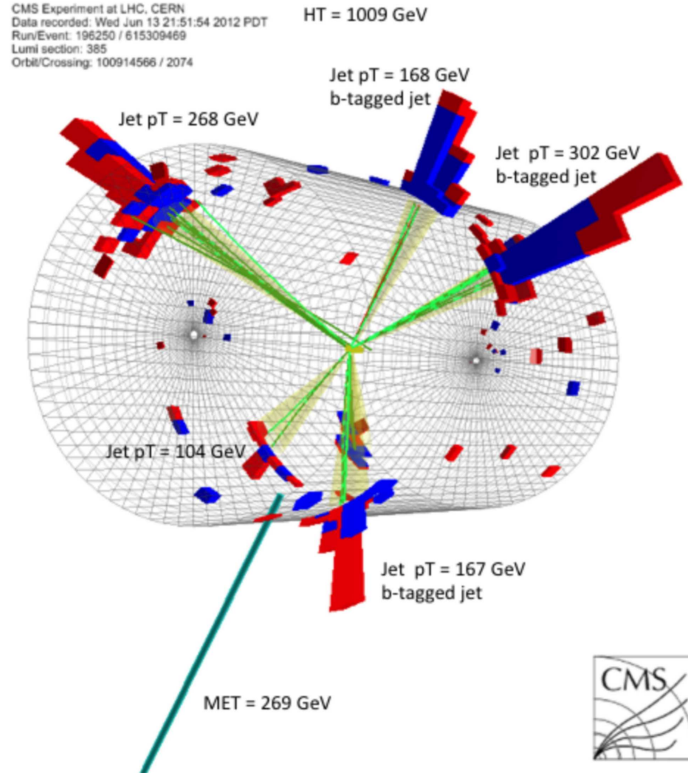 CMS Experiment at LHC, CERN
Data recorded: Wed Jun 13 21:51:54 2012 PDT
Run/Event: 196250 / 615309469
Lumi section: 385
Orbit/Crossing: 100914566 / 2074
HT = 1009 GeV
Jet pT = 168 GeV
b-tagged jet
Jet pT = 268 GeV
Jet pT = 302 GeV
b-tagged jet
Jet pT = 104 GeV
Jet pT = 167 GeV
b-tagged jet
MET = 269 GeV
CMS